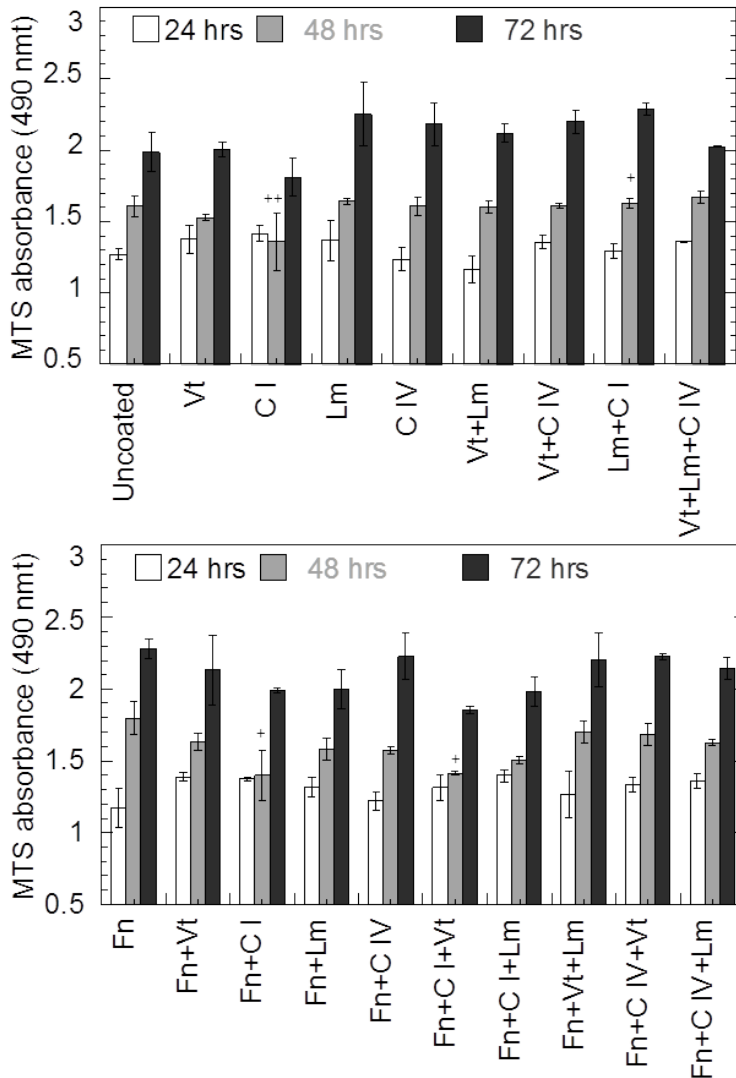 3
24 hrs 48 hrs 72 hrs
2.5
2
++
+
1.5
1
0.5
MTS absorbance (490 nmt)
Uncoated
Vt
C I
Lm
C IV
Vt+Lm
Vt+C IV
Lm+C I
Vt+Lm+C IV
3
24 hrs 48 hrs 72 hrs
2.5
2
+
+
1.5
1
0.5
MTS absorbance (490 nmt)
Fn
Fn+Vt
Fn+C I
Fn+Lm
Fn+C IV
Fn+C I+Vt
Fn+C I+Lm
Fn+Vt+Lm
Fn+C IV+Vt
Fn+C IV+Lm